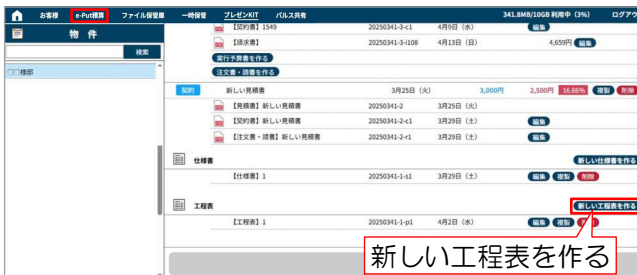 お客様 e-Put積算 ファイル保管庫 一時保管 プレゼンKIT パルス共有 341.8MB/10GB 利用中（3%） ログアウ
物 件
検索
□□様邸
【契約書】1549 20250341-3-c1 4月9日（水） 編集
【請求書】 20250341-3-i108 4月13日（日） 4,659円 編集
実行予算書を作る
注文書・請書を作る
契約 新しい見積書 3月25日（火） 3,000円 2,500円 16.66% 複製 削除
【見積書】新しい見積書 20250341-2 3月25日（火）
【契約書】新しい見積書 20250341-2-c1 3月29日（土） 編集
【注文書・請書】新しい見積書 20250341-2-r1 3月29日（土） 編集
仕様書 新しい仕様書を作る
【仕様書】1 20250341-1-s1 3月29日（土） 編集 複製 削除
工程表 新しい工程表を作る
【工程表】1 20250341-1-p1 4月2日（水） 編集 複製
新しい工程表を作る